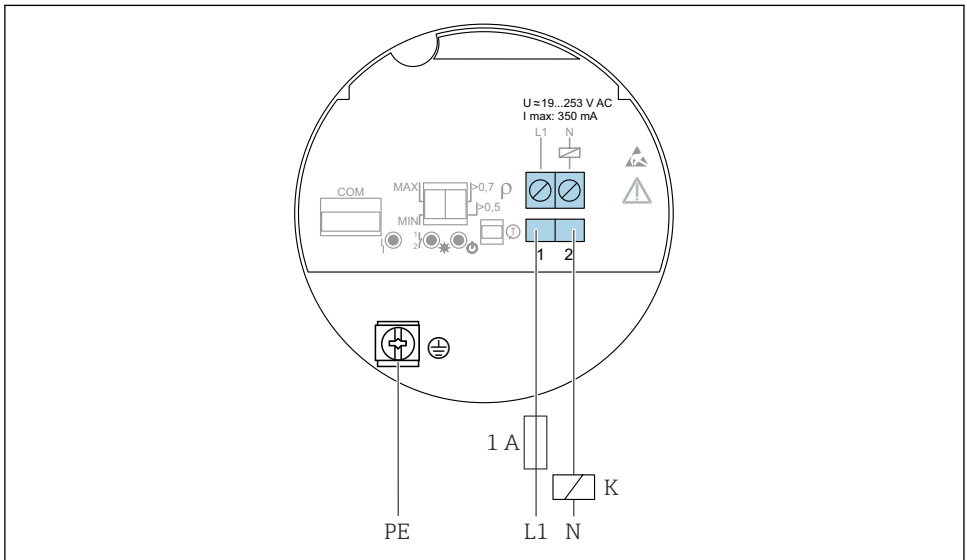 U ≈ 19...253 V AC
I max: 350 mA
L1 N
COM
MAX >0,7 ρ
>0,5
MIN
1
2
T
1 2
1 A
K
PE L1 N